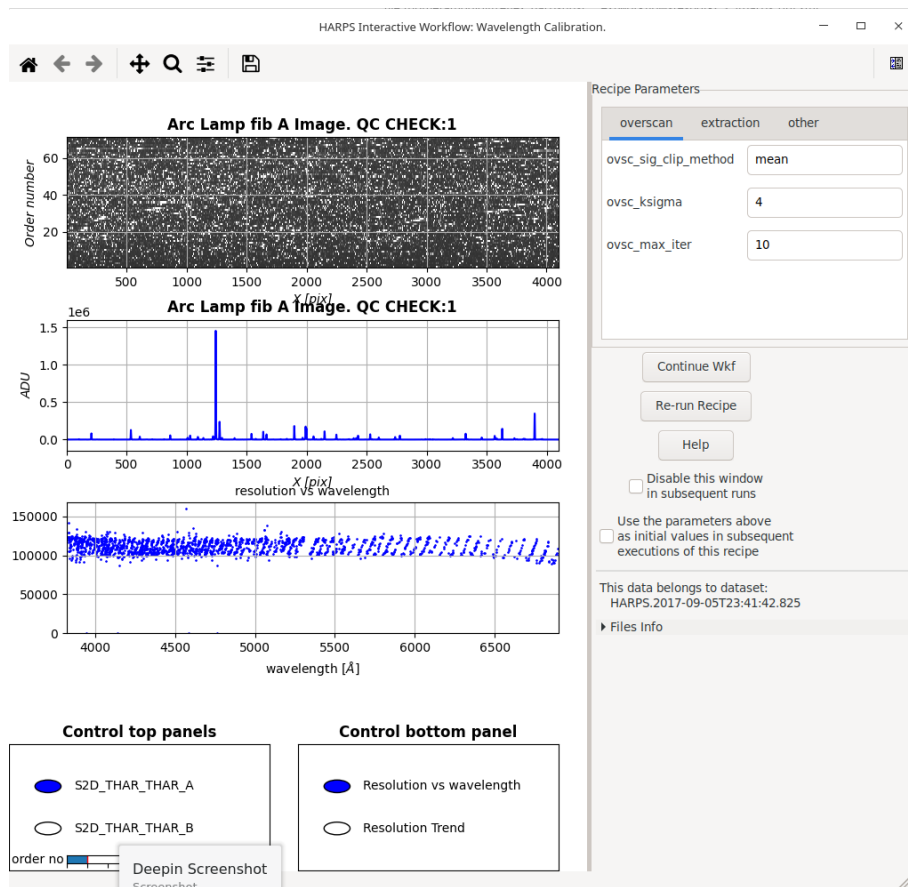 HARPS Interactive Workflow: Wavelength Calibration.
Recipe Parameters
overscan extraction other
ovsc_sig_clip_method mean
ovsc_ksigma 4
ovsc_max_iter 10
Continue Wkf
Re-run Recipe
Help
Disable this window
in subsequent runs
Use the parameters above
as initial values in subsequent
executions of this recipe
This data belongs to dataset:
HARPS.2017-09-05T23:41:42.825
Files Info
Arc Lamp fib A Image. QC CHECK:1
Order number
60
40
20
500 1000 1500 2000 2500 3000 3500 4000
X [pix]
Arc Lamp fib A Image. QC CHECK:1
1e6
ADU
1.5
1.0
0.5
0.0
0 500 1000 1500 2000 2500 3000 3500 4000
X [pix]
resolution vs wavelength
150000
100000
50000
0
4000 4500 5000 5500 6000 6500
wavelength [Å]
Control top panels
S2D_THAR_THAR_A
S2D_THAR_THAR_B
order no
Control bottom panel
Resolution vs wavelength
Resolution Trend
Deepin Screenshot
Screenshot